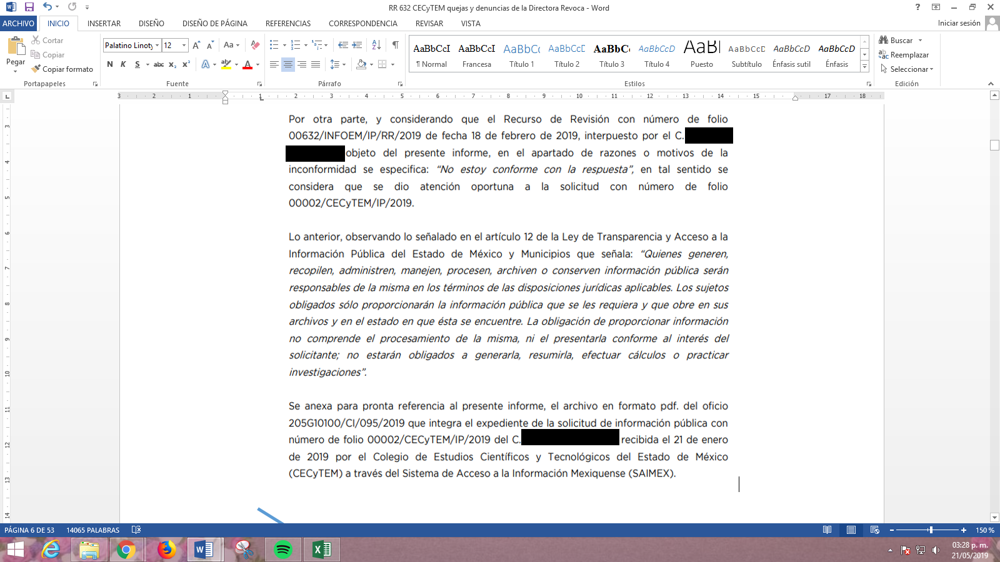 RR 632 CECyTEM quejas y denuncias de la Directora Revoca - Word
ARCHIVO INICIO INSERTAR DISEÑO DISEÑO DE PÁGINA REFERENCIAS CORRESPONDENCIA REVISAR VISTA Iniciar sesión
Pegar
Cortar
Copiar
Copiar formato
Portapapeles
Palatino Linoty 12
N K S abc x₂ x²
Fuente
Párrafo
AaBbCcI AaBbCcI AaBbC( AaBbCcD AaBbC( AaBbCcD AaBl AaBbCcD AaBbCcD AaBbCcD
¶ Normal Francesa Título 1 Título 2 Título 3 Título 4 Puesto Subtítulo Énfasis sutil Énfasis
Estilos
Buscar
Reemplazar
Seleccionar
Edición
3 2 1 1 2 3 4 5 6 7 8 9 10 11 12 13 14 15 17 18
Por otra parte, y considerando que el Recurso de Revisión con número de folio
00632/INFOEM/IP/RR/2019 de fecha 18 de febrero de 2019, interpuesto por el C.
objeto del presente informe, en el apartado de razones o motivos de la
inconformidad se especifica: “No estoy conforme con la respuesta”, en tal sentido se
considera que se dio atención oportuna a la solicitud con número de folio
00002/CECyTEM/IP/2019.
Lo anterior, observando lo señalado en el artículo 12 de la Ley de Transparencia y Acceso a la
Información Pública del Estado de México y Municipios que señala: “Quienes generen,
recopilen, administren, manejen, procesen, archiven o conserven información pública serán
responsables de la misma en los términos de las disposiciones jurídicas aplicables. Los sujetos
obligados sólo proporcionarán la información pública que se les requiera y que obre en sus
archivos y en el estado en que ésta se encuentre. La obligación de proporcionar información
no comprende el procesamiento de la misma, ni el presentarla conforme al interés del
solicitante; no estarán obligados a generarla, resumirla, efectuar cálculos o practicar
investigaciones”.
Se anexa para pronta referencia al presente informe, el archivo en formato pdf. del oficio
205G10100/CI/095/2019 que integra el expediente de la solicitud de información pública con
número de folio 00002/CECyTEM/IP/2019 del C. recibida el 21 de enero
de 2019 por el Colegio de Estudios Científicos y Tecnológicos del Estado de México
(CECyTEM) a través del Sistema de Acceso a la Información Mexiquense (SAIMEX).
3
4
5
6
7
8
9
10
11
12
13
14
PÁGINA 6 DE 53 14065 PALABRAS 150 %
03:28 p. m.
21/05/2019